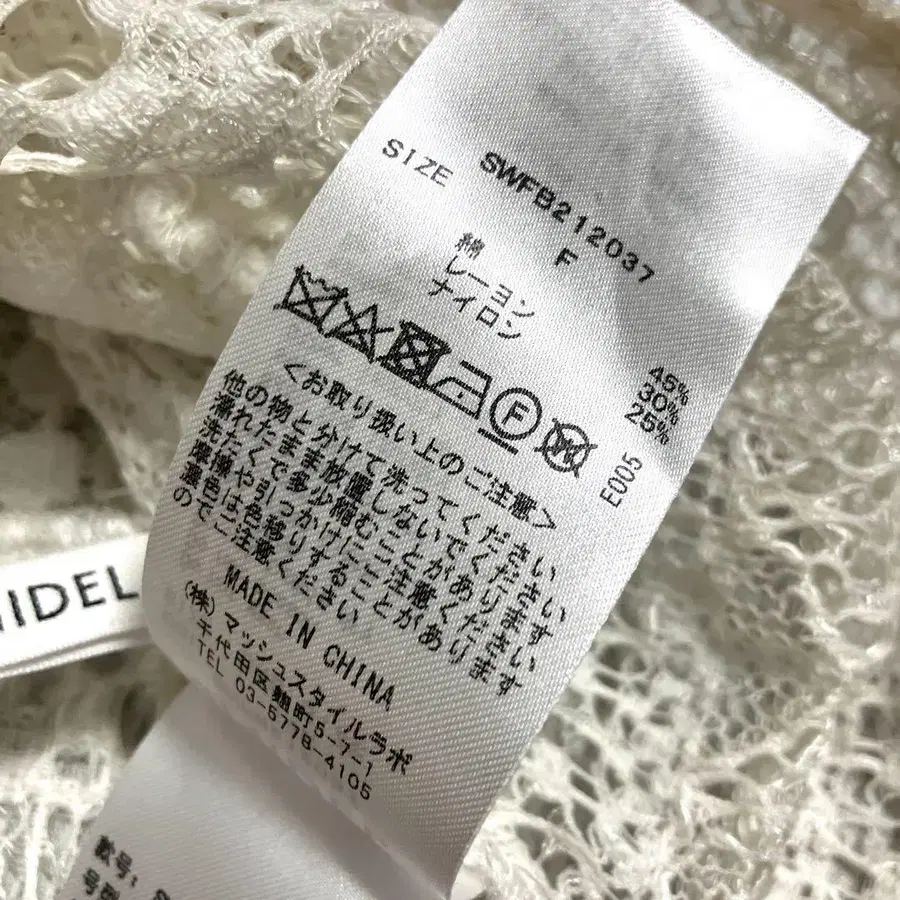 SWFB212037
SIZE F
綿 45%
レーヨン 30%
ナイロン 25%
F
W
E005
<お取り扱い上のご注意>
他の物と分けて洗ってください
濡れたまま放置しないでください
洗たくで多少縮むことがあります
摩擦や引っかけにご注意ください
濃色は色移りすることがあります
のでご注意ください
MADE IN CHINA
(株)マッシュスタイルラボ
千代田区麹町5-7-1
TEL 03-6778-4105
IDEL
款号: S
号型